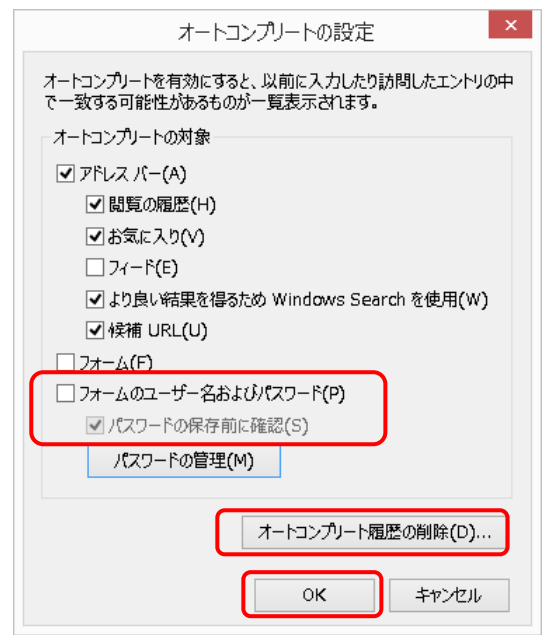 オートコンプリートの設定
オートコンプリートを有効にすると、以前に入力したり訪問したエントリの中
で一致する可能性があるものが一覧表示されます。
オートコンプリートの対象
アドレス バー(A)
閲覧の履歴(H)
お気に入り(V)
フィード(E)
より良い結果を得るため Windows Search を使用(W)
候補 URL(U)
フォーム(F)
フォームのユーザー名およびパスワード(P)
パスワードの保存前に確認(S)
パスワードの管理(M)
オートコンプリート履歴の削除(D)...
OK
キャンセル